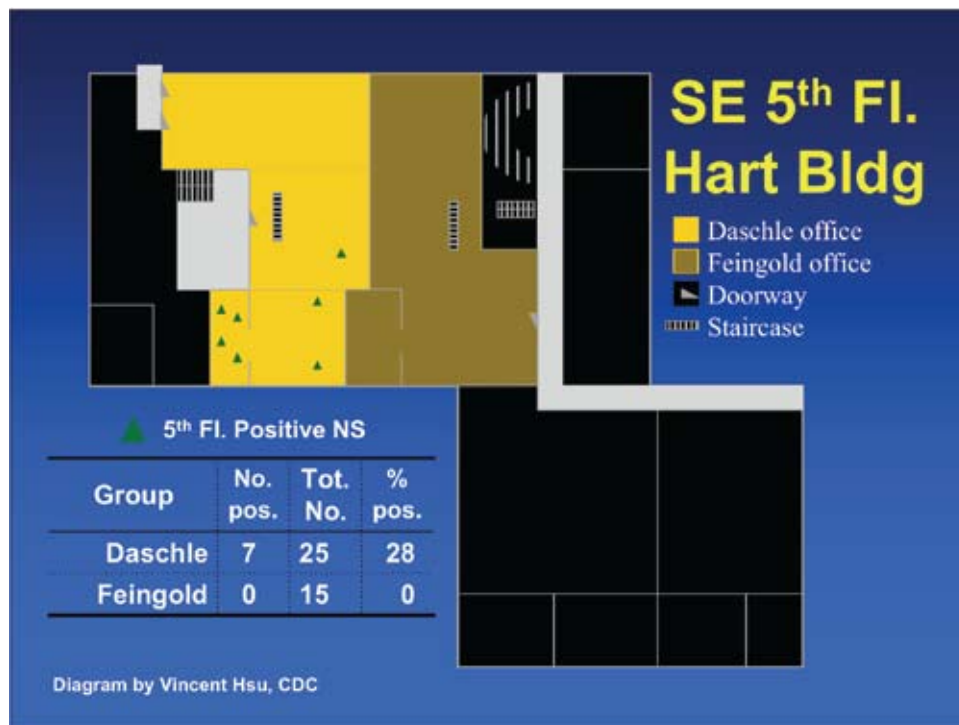 SE 5th Fl.
Hart Bldg
Daschle office
Feingold office
Doorway
Staircase
5th Fl. Positive NS
Group No. pos. Tot. No. % pos.
Daschle 7 25 28
Feingold 0 15 0
Diagram by Vincent Hsu, CDC